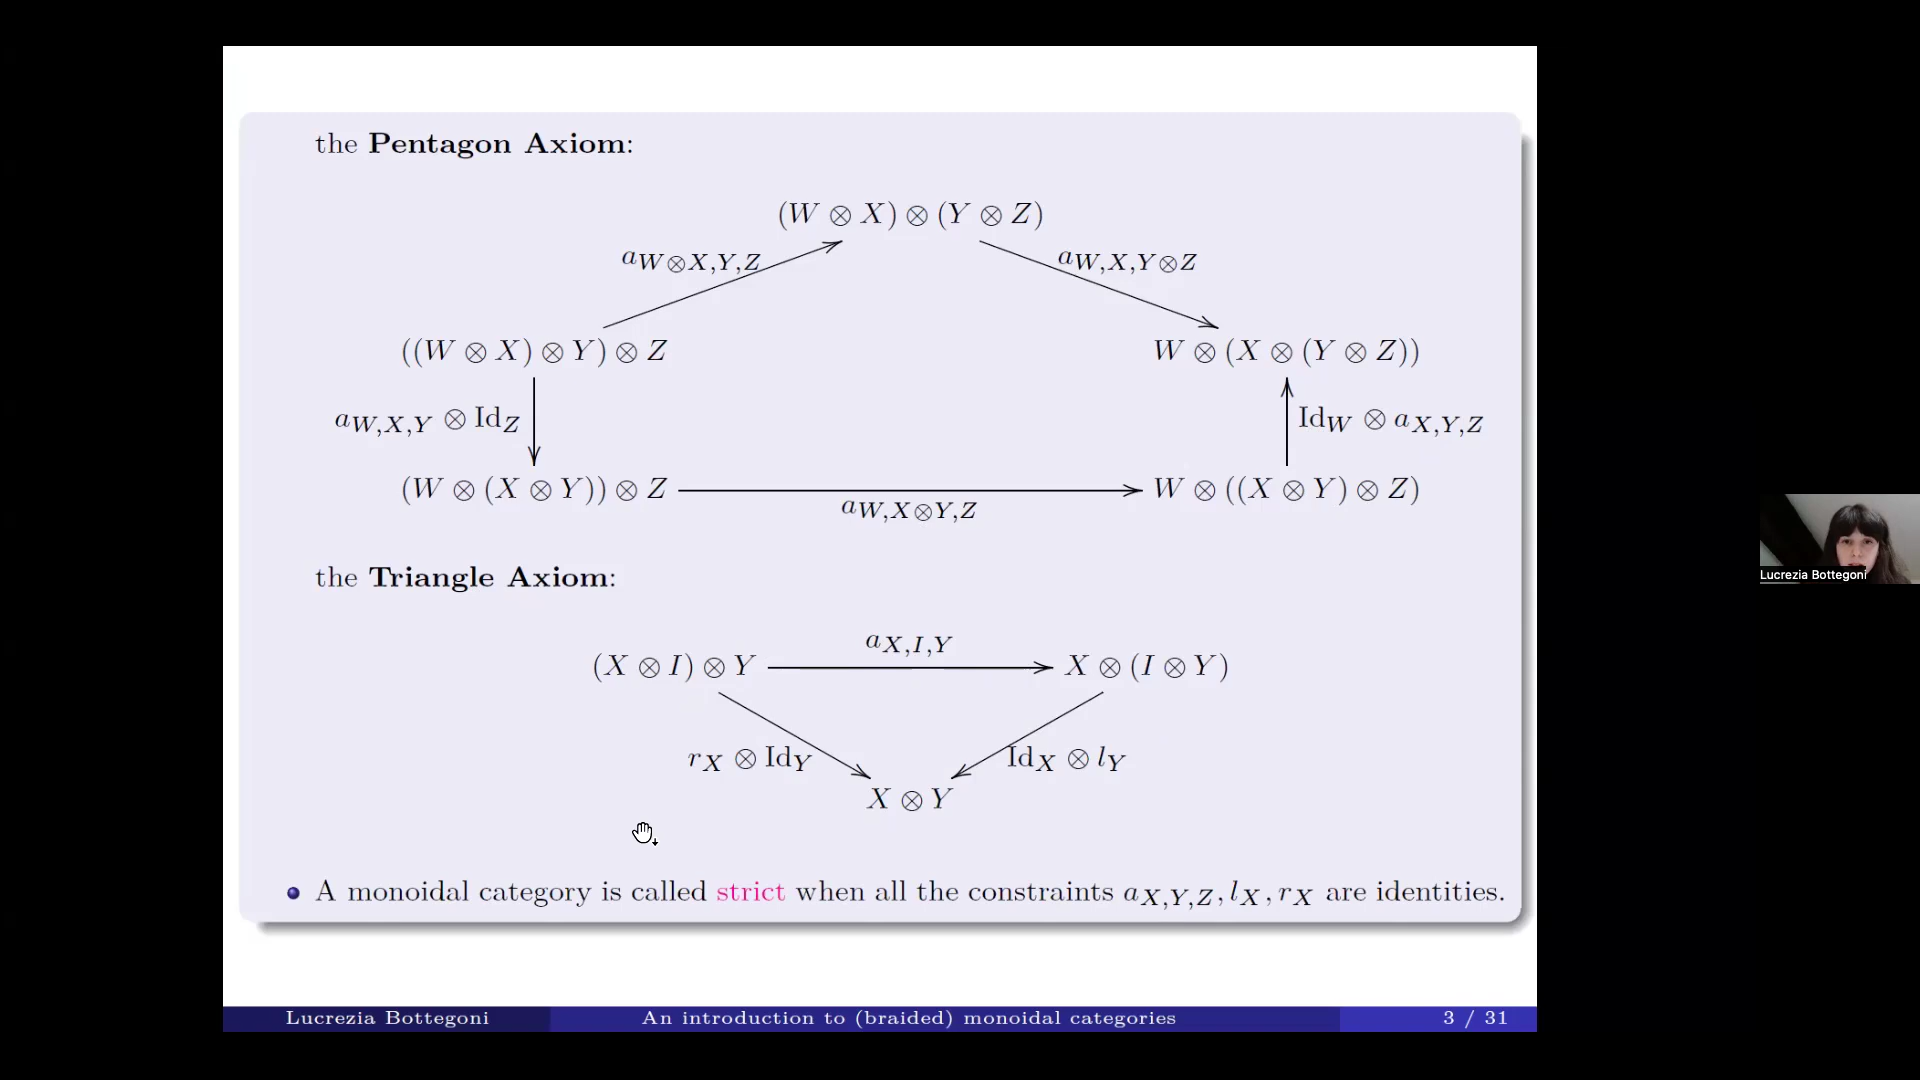 the Pentagon Axiom:
(W ⊗ X) ⊗ (Y ⊗ Z)
a_{W⊗X,Y,Z}
a_{W,X,Y⊗Z}
((W ⊗ X) ⊗ Y) ⊗ Z
W ⊗ (X ⊗ (Y ⊗ Z))
a_{W,X,Y} ⊗ Id_Z
Id_W ⊗ a_{X,Y,Z}
(W ⊗ (X ⊗ Y)) ⊗ Z
W ⊗ ((X ⊗ Y) ⊗ Z)
a_{W,X⊗Y,Z}
the Triangle Axiom:
a_{X,I,Y}
(X ⊗ I) ⊗ Y
X ⊗ (I ⊗ Y)
r_X ⊗ Id_Y
Id_X ⊗ l_Y
X ⊗ Y
A monoidal category is called strict when all the constraints a_{X,Y,Z}, l_X, r_X are identities.
Lucrezia Bottegoni
An introduction to (braided) monoidal categories
3 / 31
Lucrezia Bottegoni